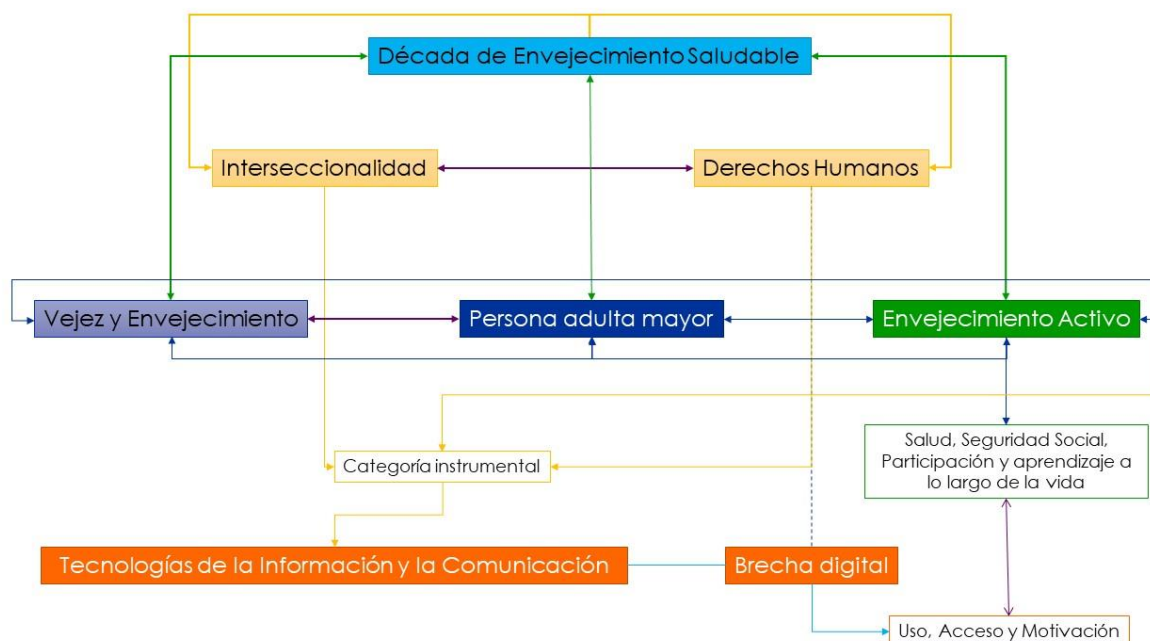 Década de Envejecimiento Saludable
Interseccionalidad
Derechos Humanos
Vejez y Envejecimiento
Persona adulta mayor
Envejecimiento Activo
Salud, Seguridad Social,
Participación y aprendizaje a
lo largo de la vida
Categoría instrumental
Tecnologías de la Información y la Comunicación
Brecha digital
Uso, Acceso y Motivación